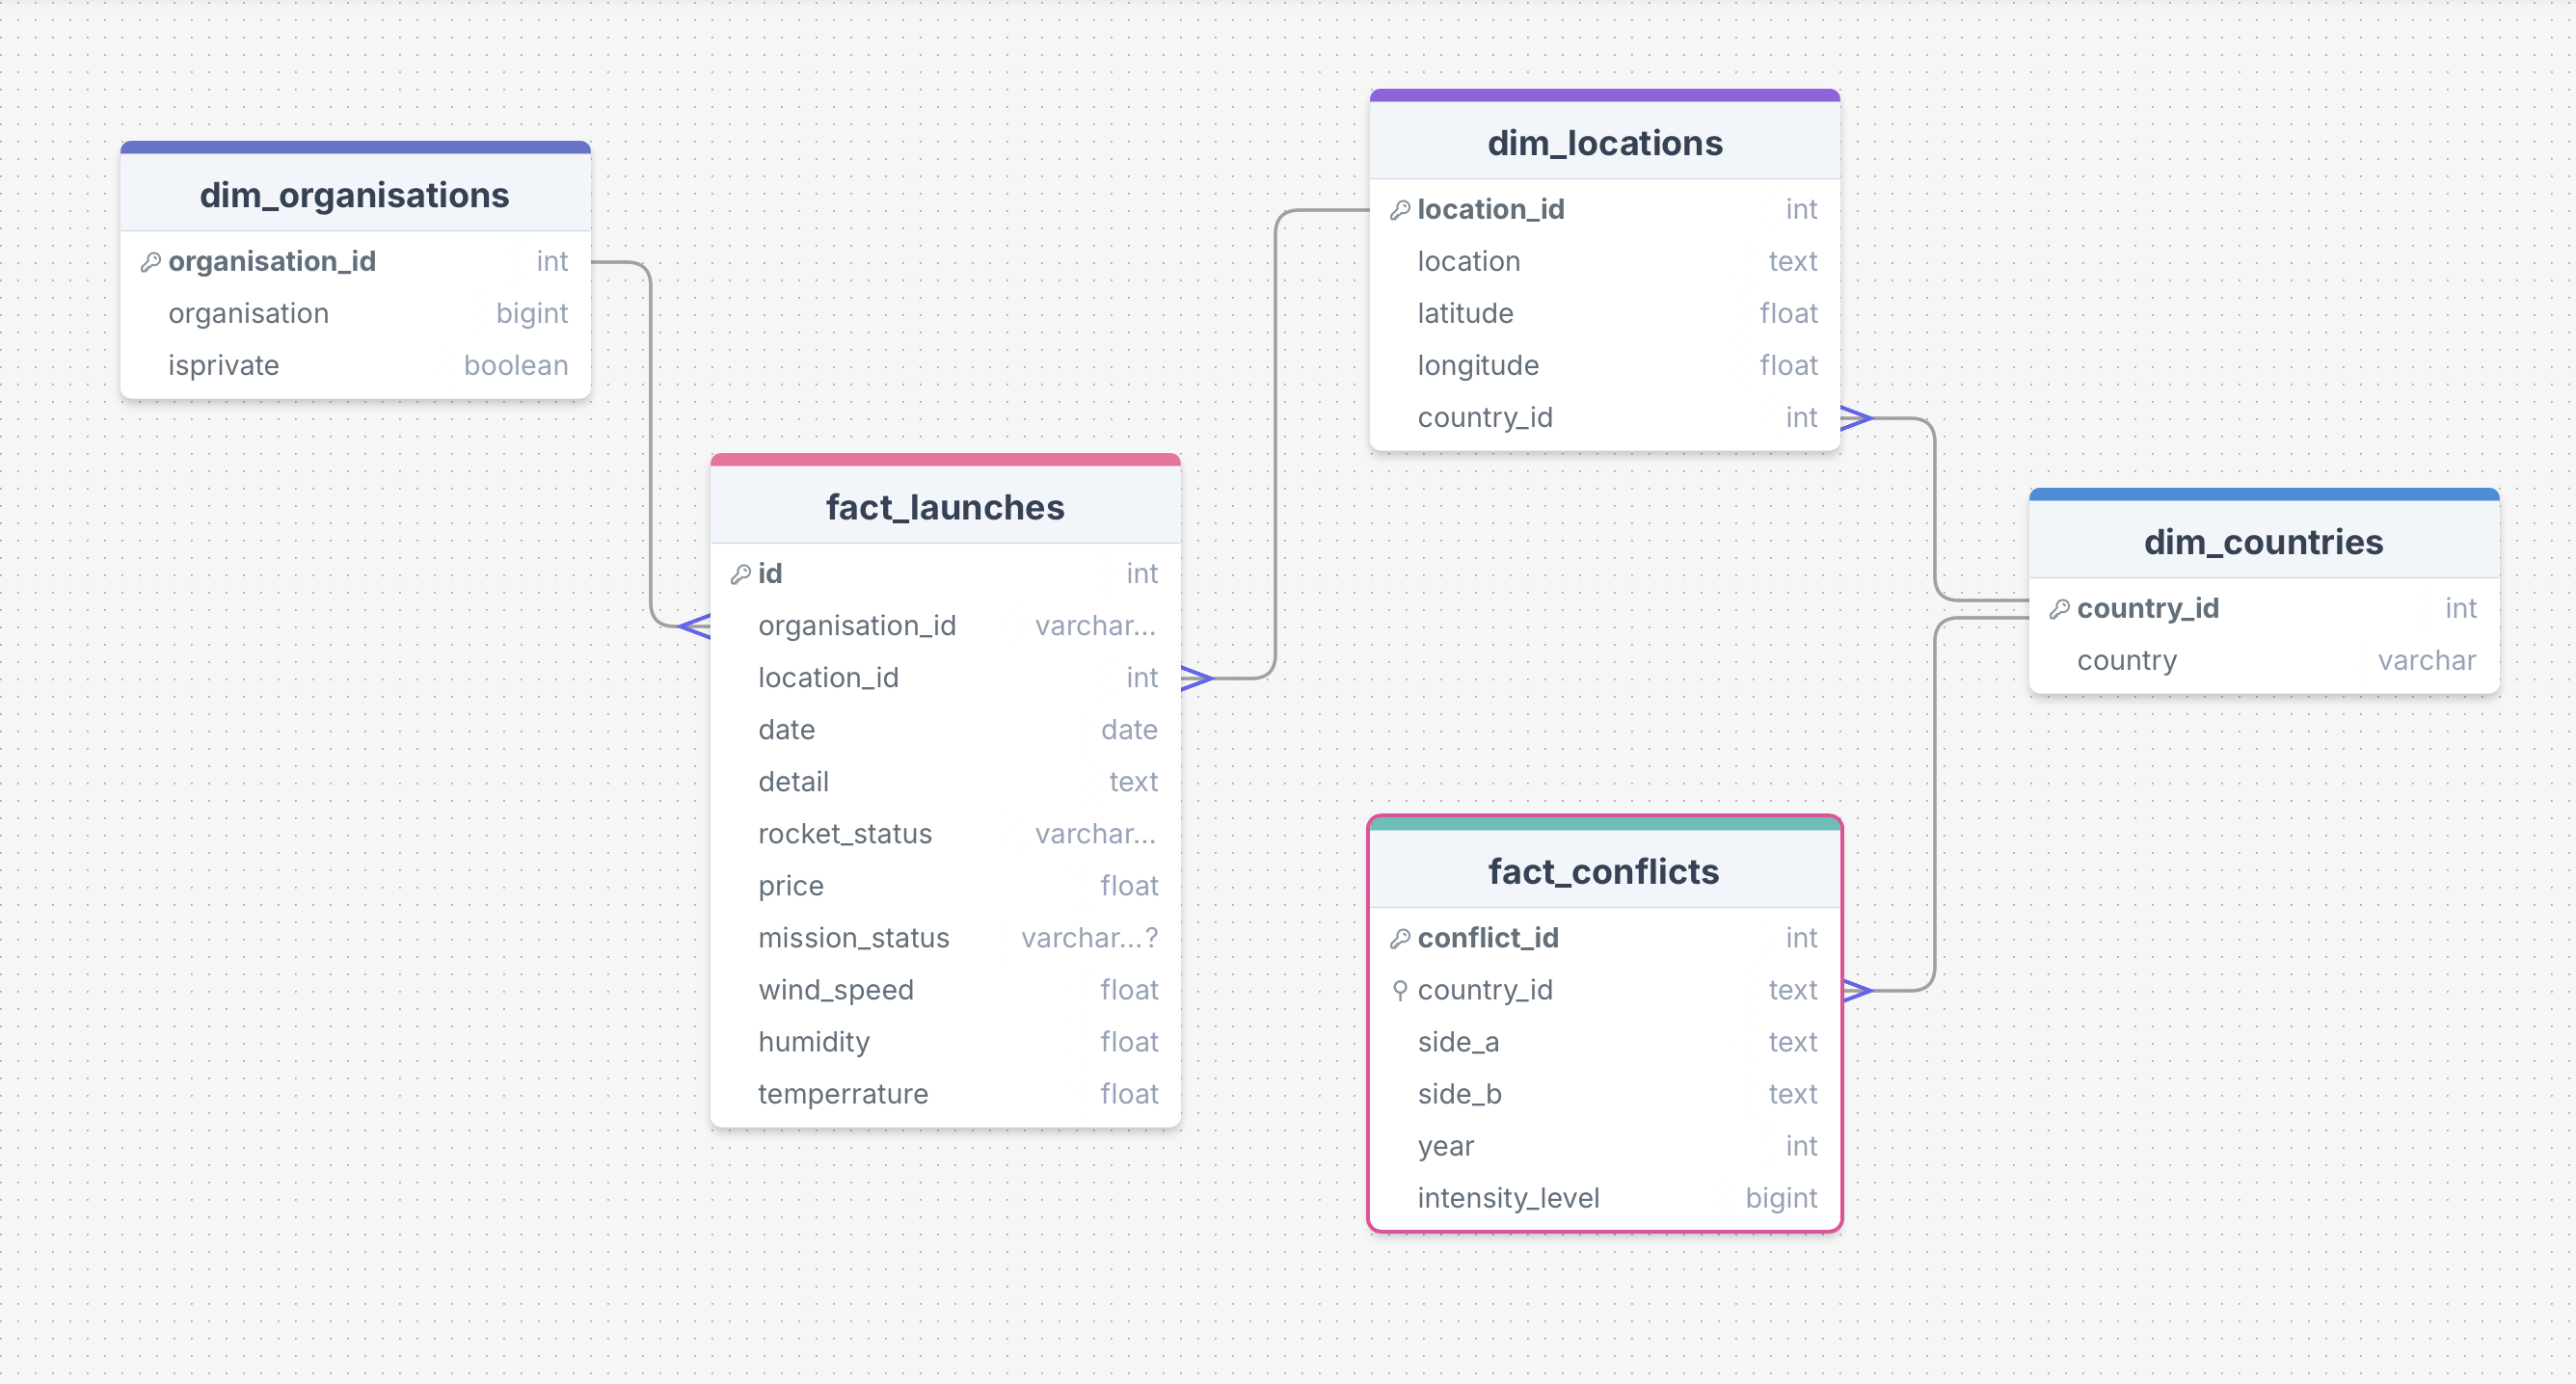 dim_organisations
organisation_id int
organisation bigint
isprivate boolean
fact_launches
id int
organisation_id varchar...
location_id int
date date
detail text
rocket_status varchar...
price float
mission_status varchar...?
wind_speed float
humidity float
temperrature float
dim_locations
location_id int
location text
latitude float
longitude float
country_id int
fact_conflicts
conflict_id int
country_id text
side_a text
side_b text
year int
intensity_level bigint
dim_countries
country_id int
country varchar